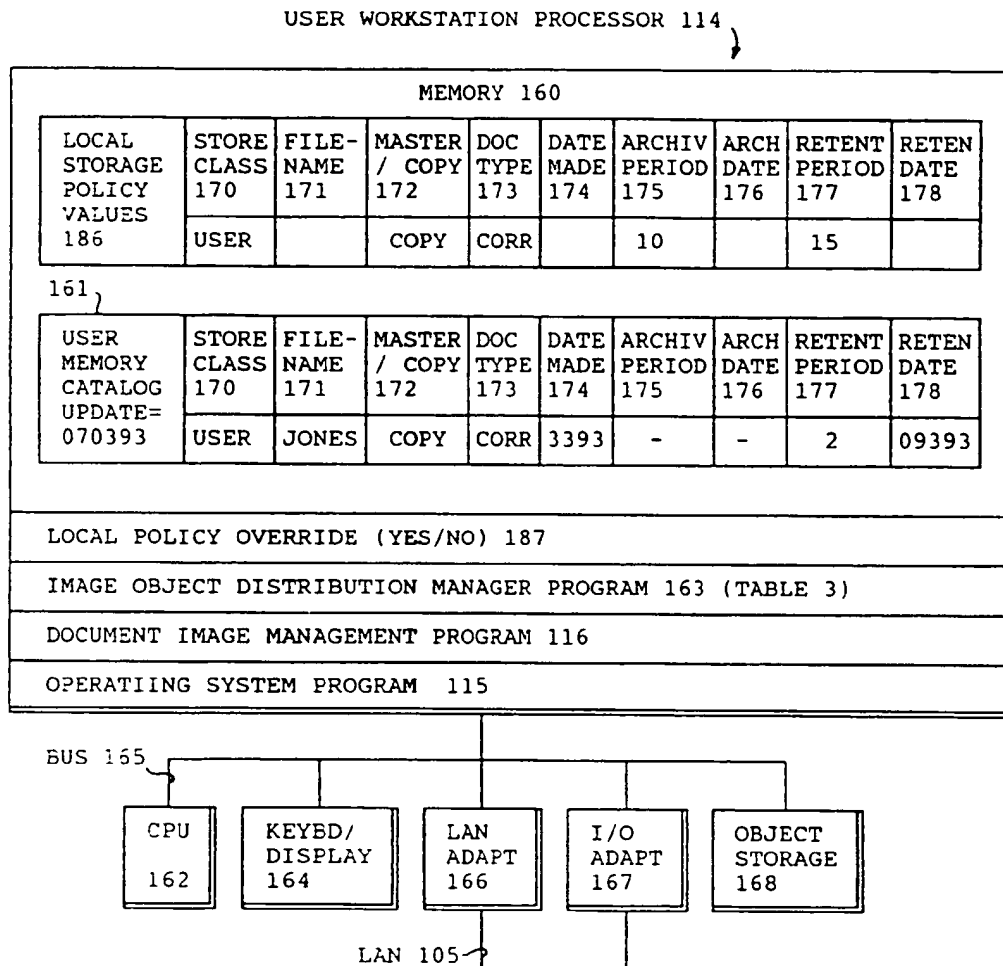 USER WORKSTATION PROCESSOR 114
MEMORY 160
LOCAL STORAGE POLICY VALUES 186
STORE CLASS 170
FILE-NAME 171
MASTER / COPY 172
DOC TYPE 173
DATE MADE 174
ARCHIV PERIOD 175
ARCH DATE 176
RETENT PERIOD 177
RETEN DATE 178
USER COPY CORR 10 15
161
USER MEMORY CATALOG UPDATE= 070393
STORE CLASS 170
FILE-NAME 171
MASTER / COPY 172
DOC TYPE 173
DATE MADE 174
ARCHIV PERIOD 175
ARCH DATE 176
RETENT PERIOD 177
RETEN DATE 178
USER JONES COPY CORR 3393 - - 2 09393
LOCAL POLICY OVERRIDE (YES/NO) 187
IMAGE OBJECT DISTRIBUTION MANAGER PROGRAM 163 (TABLE 3)
DOCUMENT IMAGE MANAGEMENT PROGRAM 116
OPERATIING SYSTEM PROGRAM 115
BUS 165
CPU 162
KEYBD/ DISPLAY 164
LAN ADAPT 166
I/O ADAPT 167
OBJECT STORAGE 168
LAN 105